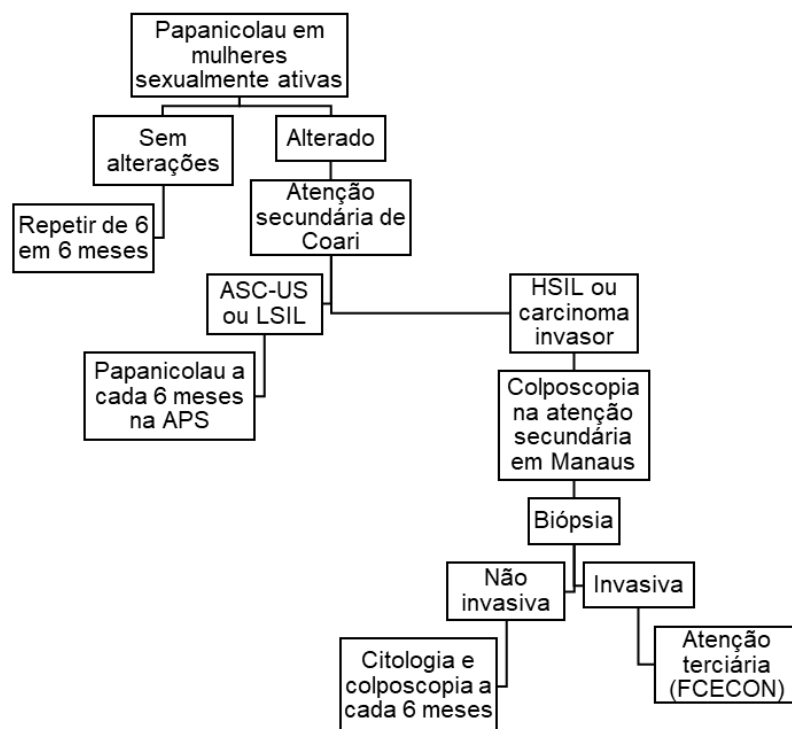 Papanicolau em
mulheres
sexualmente ativas
Sem
alterações
Alterado
Repetir de 6
em 6 meses
Atenção
secundária de
Coari
ASC-US
ou LSIL
HSIL ou
carcinoma
invasor
Papanicolau a
cada 6 meses
na APS
Colposcopia
na atenção
secundária
em Manaus
Biópsia
Não
invasiva
Invasiva
Citologia e
colposcopia a
cada 6 meses
Atenção
terciária
(FCECON)